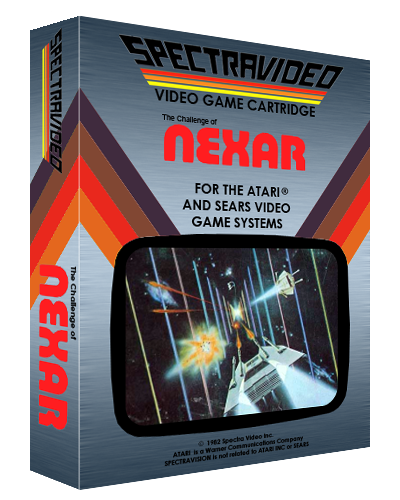 SPECTRAVIDEO
The Challenge of
NEXAR
SPECTRAVIDEO
VIDEO GAME CARTRIDGE
The Challenge of
NEXAR
FOR THE ATARI®
AND SEARS VIDEO
GAME SYSTEMS
© 1982 Spectra Video Inc.
ATARI is a Warner Communications Company
SPECTRAVISION is not related to ATARI INC or SEARS